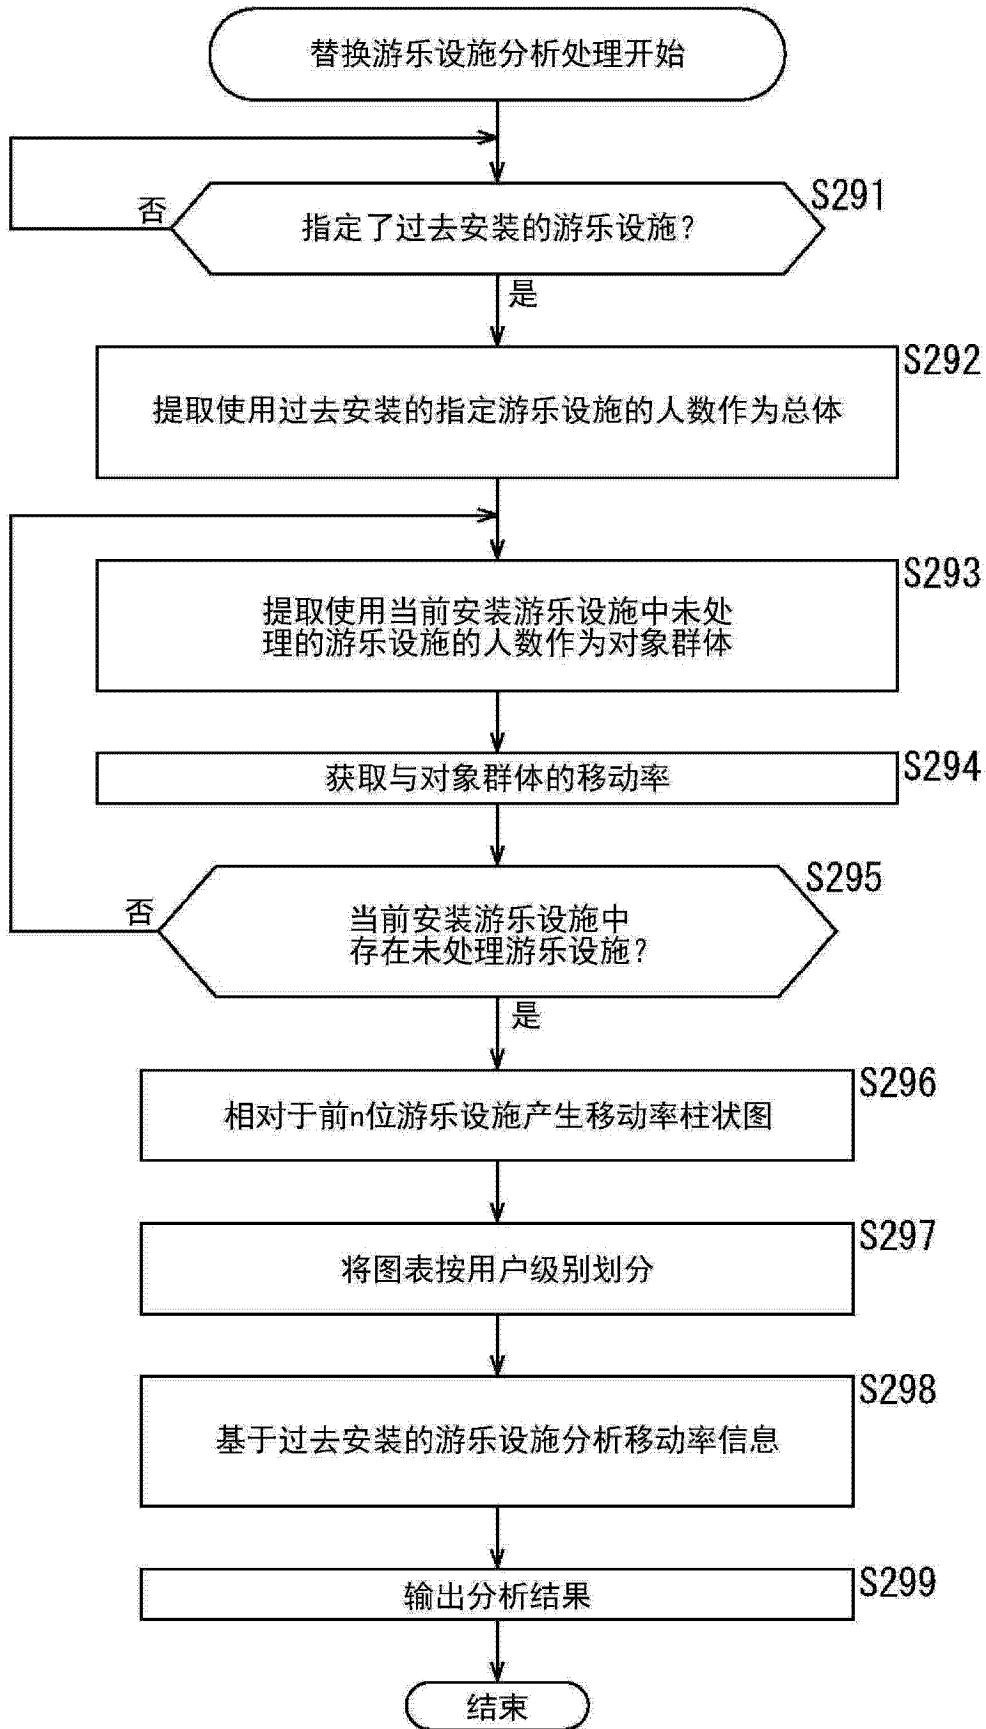 替换游乐设施分析处理开始
否
S291
指定了过去安装的游乐设施?
是
S292
提取使用过去安装的指定游乐设施的人数作为总体
S293
提取使用当前安装游乐设施中未处
理的游乐设施的人数作为对象群体
S294
获取与对象群体的移动率
S295
否
当前安装游乐设施中
存在未处理游乐设施?
是
S296
相对于前n位游乐设施产生移动率柱状图
S297
将图表按用户级别划分
S298
基于过去安装的游乐设施分析移动率信息
S299
输出分析结果
结束